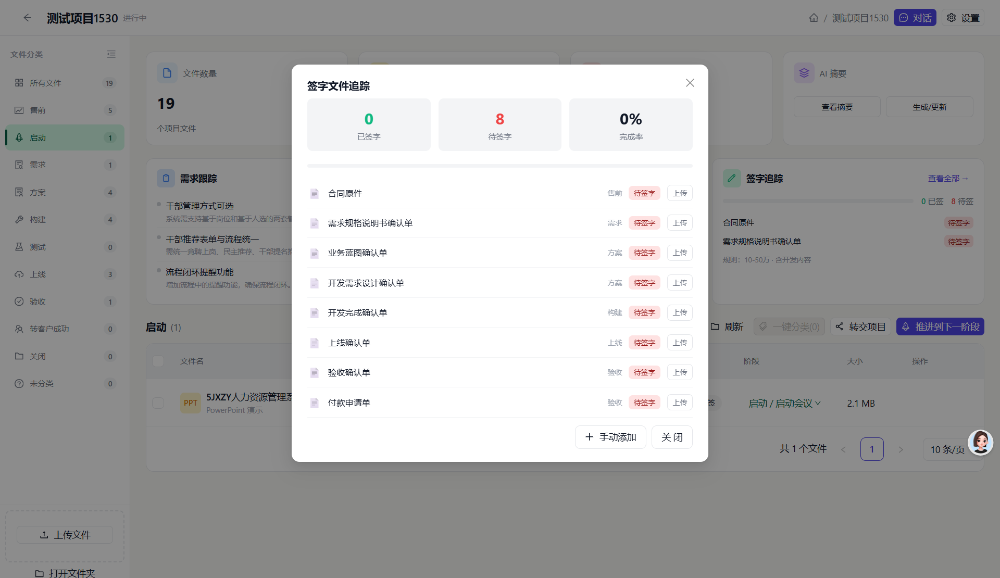 测试项目1530 进行中
/ 测试项目1530 对话 设置
文件分类
所有文件 19
售前 5
启动 1
需求 1
方案 4
构建 4
测试 0
上线 3
验收 1
转客户成功 0
关闭 0
未分类 0
上传文件
打开文件夹
文件数量
19
个项目文件
AI 摘要
查看摘要 生成/更新
需求跟踪
干部管理方式可选
系统需支持基于岗位和基于人选的两套
干部推荐表单与流程统一
需统一竞聘上岗、民主推荐、干部提名
流程闭环提醒功能
增加流程中的提醒功能，确保流程闭环。
签字追踪 查看全部 →
0 已签 8 待签
合同原件 待签字
需求规格说明书确认单 待签字
规则：10-50万 · 含开发内容
启动 (1)
刷新 一键分类(0) 转交项目 推进到下一阶段
文件名 阶段 大小 操作
PPT 5JXZY人力资源管理系
PowerPoint 演示
签 启动 / 启动会议 2.1 MB
共 1 个文件 < 1 > 10 条/页
签字文件追踪
0 8 0%
已签字 待签字 完成率
合同原件 售前 待签字 上传
需求规格说明书确认单 需求 待签字 上传
业务蓝图确认单 方案 待签字 上传
开发需求设计确认单 方案 待签字 上传
开发完成确认单 构建 待签字 上传
上线确认单 上线 待签字 上传
验收确认单 验收 待签字 上传
付款申请单 验收 待签字 上传
+ 手动添加 关 闭